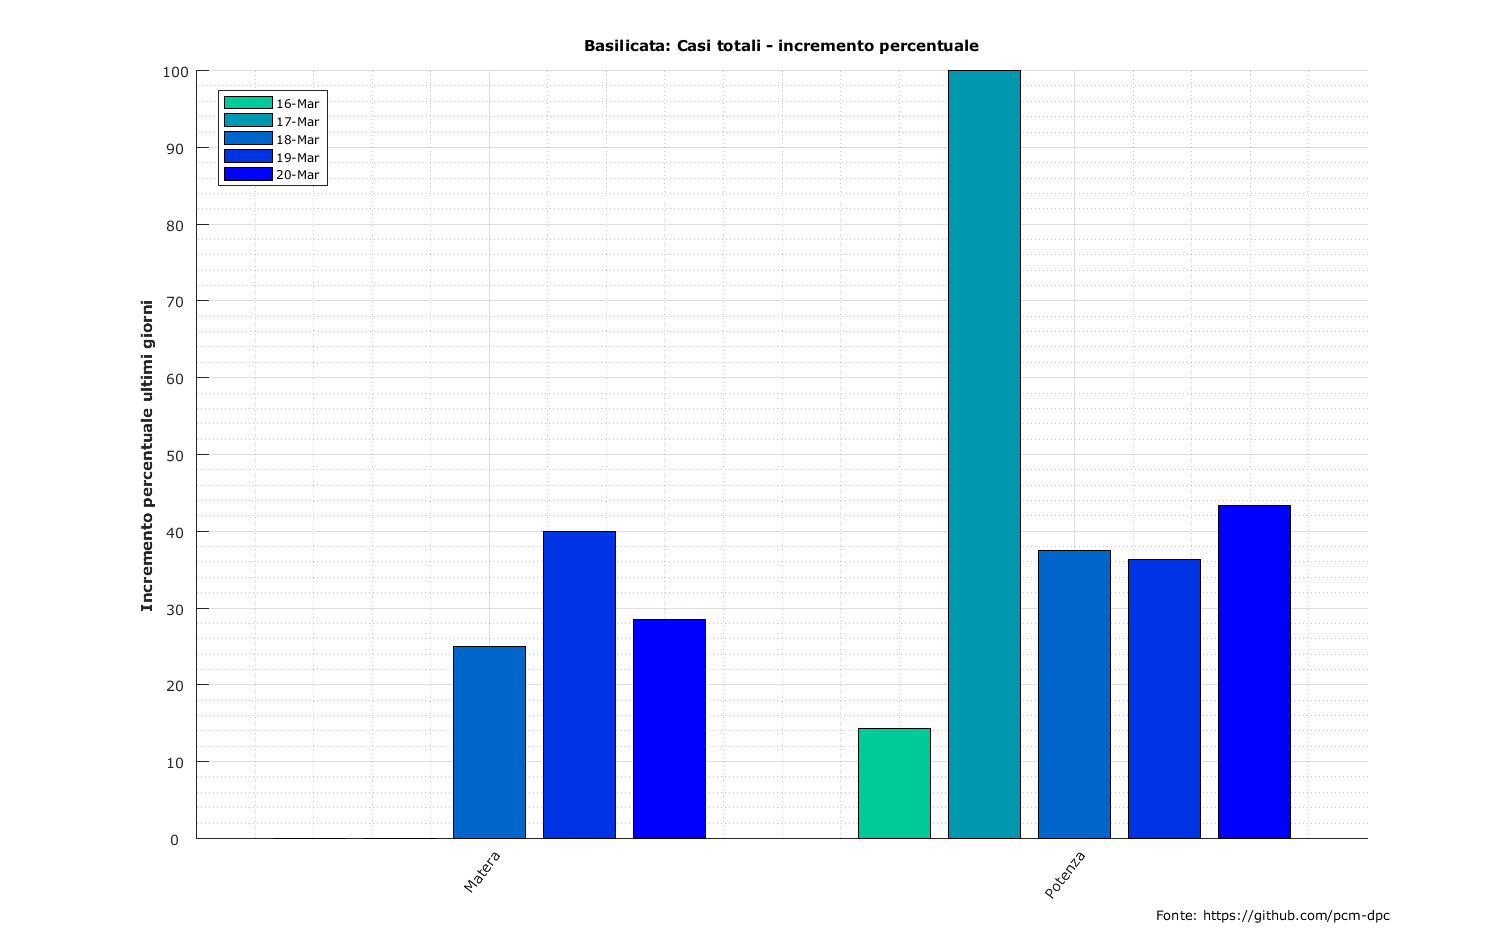 Basilicata: Casi totali - incremento percentuale
16-Mar
17-Mar
18-Mar
19-Mar
20-Mar
Incremento percentuale ultimi giorni
100
90
80
70
60
50
40
30
20
10
0
Matera
Potenza
Fonte: https://github.com/pcm-dpc